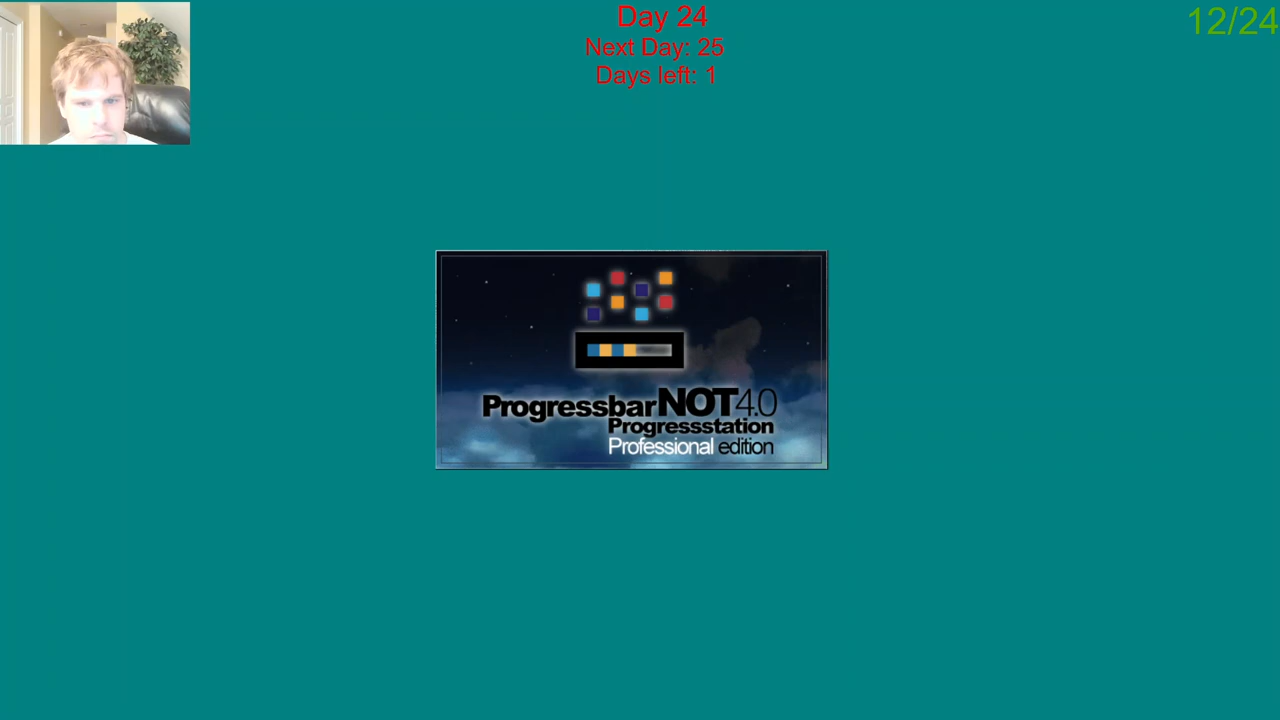 Day 24
Next Day: 25
Days left: 1
12/24
ProgressbarNOT4.0
Progressstation
Professional edition